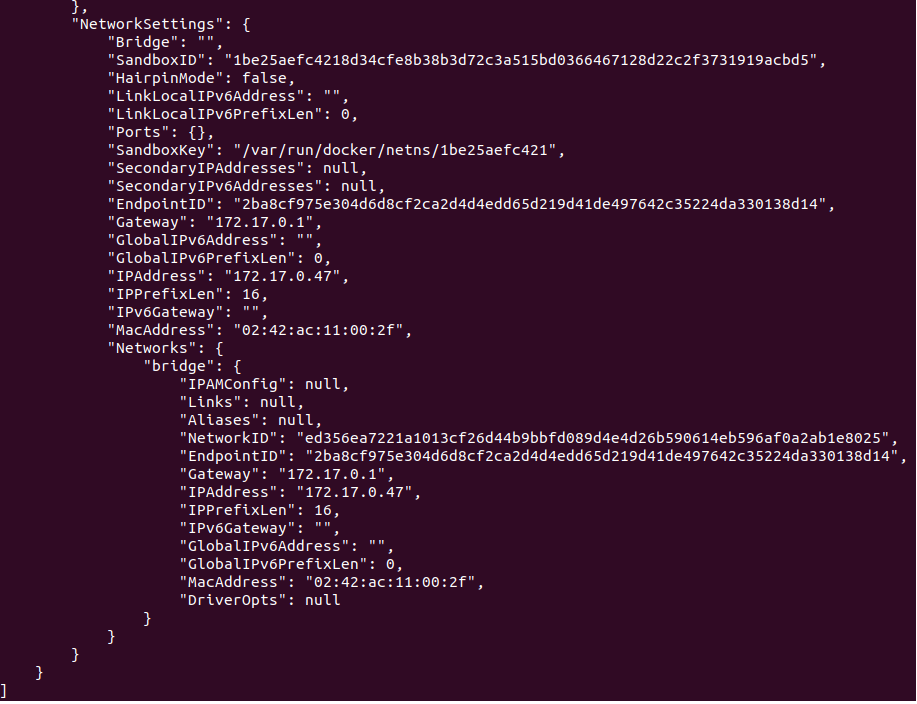 },
        "NetworkSettings": {
            "Bridge": "",
            "SandboxID": "1be25aefc4218d34cfe8b38b3d72c3a515bd0366467128d22c2f3731919acbd5",
            "HairpinMode": false,
            "LinkLocalIPv6Address": "",
            "LinkLocalIPv6PrefixLen": 0,
            "Ports": {},
            "SandboxKey": "/var/run/docker/netns/1be25aefc421",
            "SecondaryIPAddresses": null,
            "SecondaryIPv6Addresses": null,
            "EndpointID": "2ba8cf975e304d6d8cf2ca2d4d4edd65d219d41de497642c35224da330138d14",
            "Gateway": "172.17.0.1",
            "GlobalIPv6Address": "",
            "GlobalIPv6PrefixLen": 0,
            "IPAddress": "172.17.0.47",
            "IPPrefixLen": 16,
            "IPv6Gateway": "",
            "MacAddress": "02:42:ac:11:00:2f",
            "Networks": {
                "bridge": {
                    "IPAMConfig": null,
                    "Links": null,
                    "Aliases": null,
                    "NetworkID": "ed356ea7221a1013cf26d44b9bbfd089d4e4d26b590614eb596af0a2ab1e8025",
                    "EndpointID": "2ba8cf975e304d6d8cf2ca2d4d4edd65d219d41de497642c35224da330138d14",
                    "Gateway": "172.17.0.1",
                    "IPAddress": "172.17.0.47",
                    "IPPrefixLen": 16,
                    "IPv6Gateway": "",
                    "GlobalIPv6Address": "",
                    "GlobalIPv6PrefixLen": 0,
                    "MacAddress": "02:42:ac:11:00:2f",
                    "DriverOpts": null
                }
            }
        }
    }
]